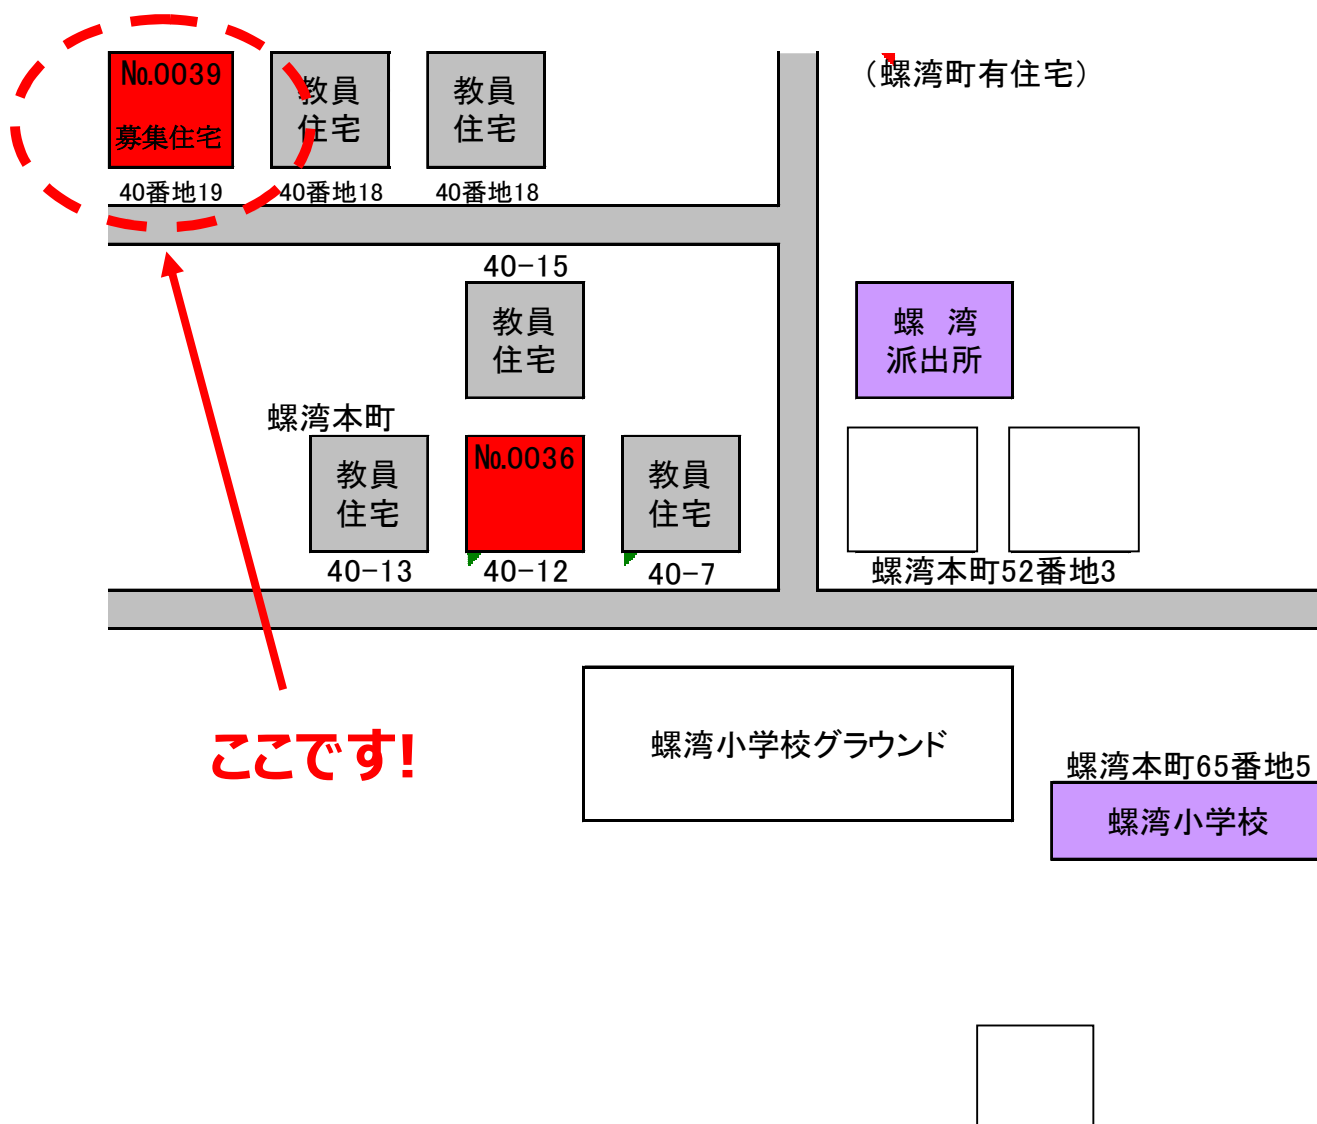 （螺湾町有住宅）
№0039
募集住宅
教員
住宅
教員
住宅
40番地19
40番地18
40番地18
40-15
教員
住宅
螺　湾
派出所
螺湾本町
教員
住宅
№0036
教員
住宅
40-13
40-12
40-7
螺湾本町52番地3
ここです!
螺湾小学校グラウンド
螺湾本町65番地5
螺湾小学校